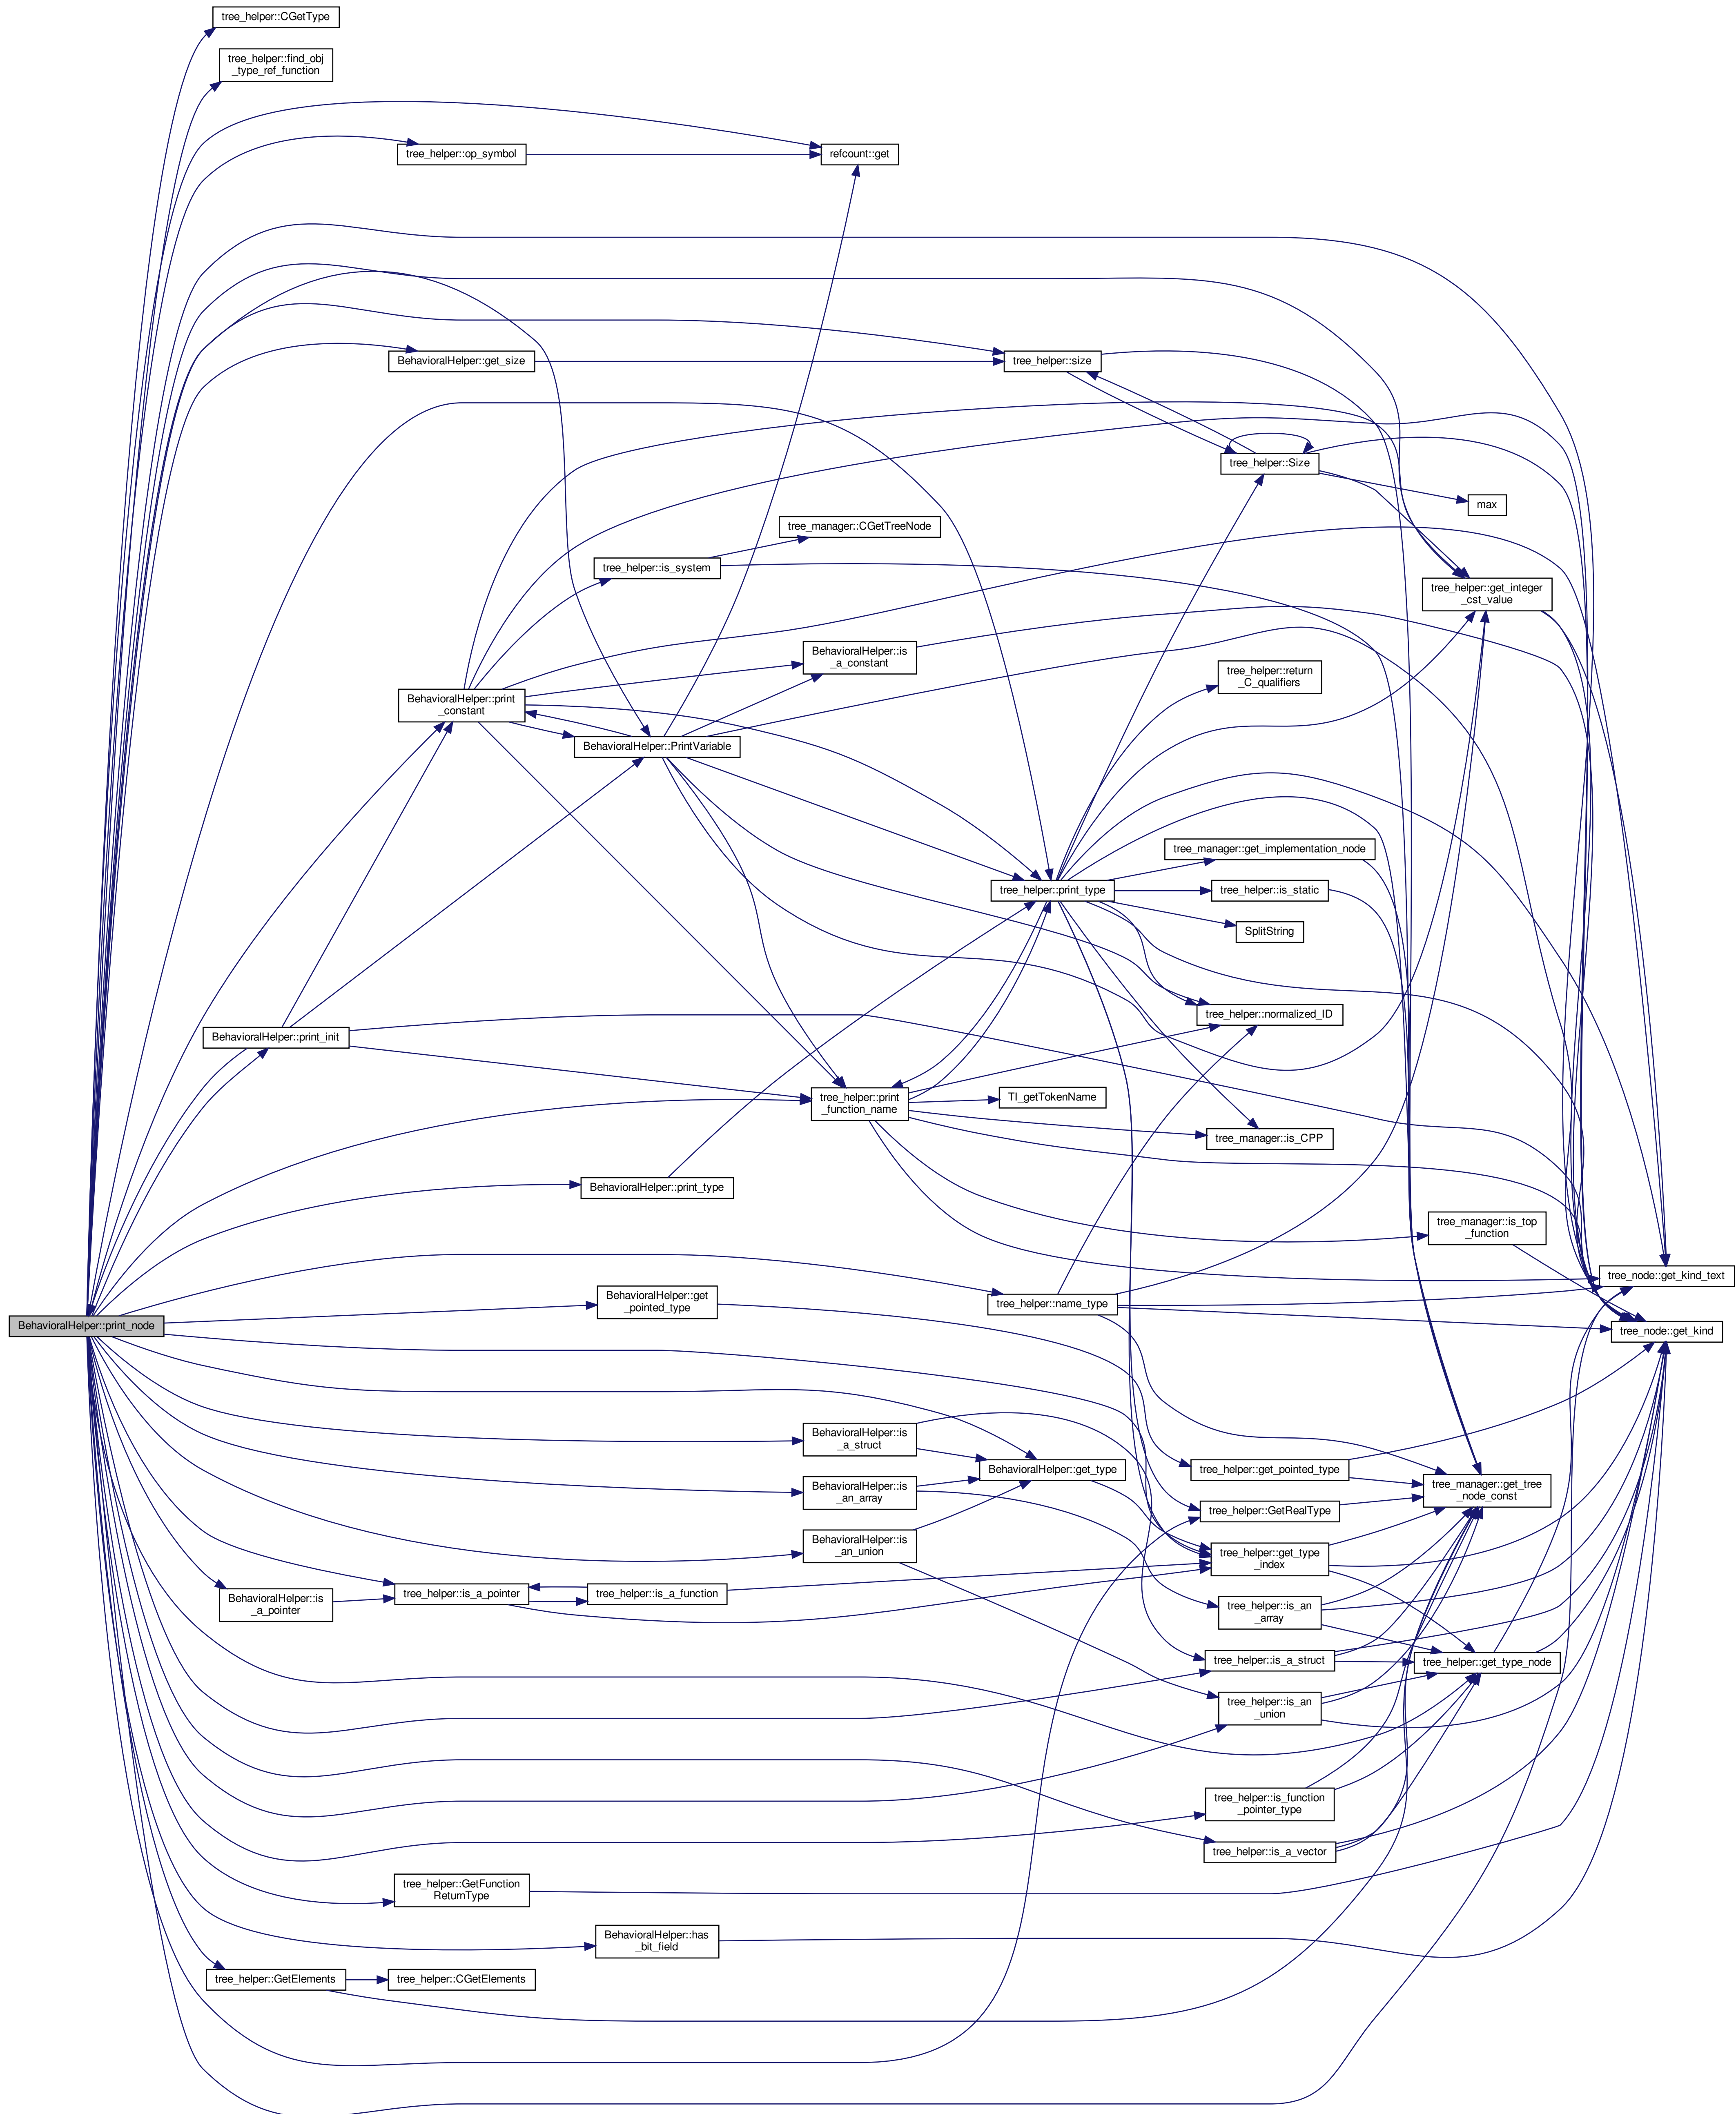 tree_helper::CGetType
tree_helper::find_obj
_type_ref_function
tree_helper::op_symbol
refcount::get
BehavioralHelper::get_size
tree_helper::size
tree_helper::Size
max
tree_manager::CGetTreeNode
tree_helper::is_system
tree_helper::get_integer
_cst_value
BehavioralHelper::is
_a_constant
tree_helper::return
_C_qualifiers
BehavioralHelper::print
_constant
BehavioralHelper::PrintVariable
tree_manager::get_implementation_node
tree_helper::print_type
tree_helper::is_static
SplitString
tree_helper::normalized_ID
BehavioralHelper::print_init
tree_helper::print
_function_name
TI_getTokenName
tree_manager::is_CPP
BehavioralHelper::print_type
tree_manager::is_top
_function
tree_node::get_kind_text
BehavioralHelper::get
_pointed_type
tree_helper::name_type
BehavioralHelper::print_node
tree_node::get_kind
BehavioralHelper::is
_a_struct
BehavioralHelper::get_type
tree_helper::get_pointed_type
BehavioralHelper::is
_an_array
tree_manager::get_tree
_node_const
tree_helper::GetRealType
BehavioralHelper::is
_an_union
tree_helper::get_type
_index
BehavioralHelper::is
_a_pointer
tree_helper::is_a_pointer
tree_helper::is_a_function
tree_helper::is_an
_array
tree_helper::is_a_struct
tree_helper::get_type_node
tree_helper::is_an
_union
tree_helper::is_function
_pointer_type
tree_helper::is_a_vector
tree_helper::GetFunction
ReturnType
BehavioralHelper::has
_bit_field
tree_helper::GetElements
tree_helper::CGetElements